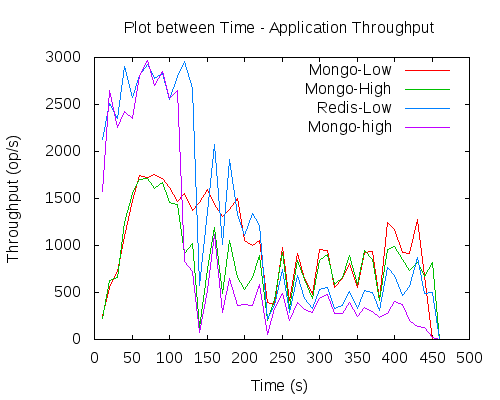 Plot between Time - Application Throughput
Throughput (op/s)
3000
2500
2000
1500
1000
500
0
Mongo-Low
Mongo-High
Redis-Low
Mongo-high
0 50 100 150 200 250 300 350 400 450 500
Time (s)